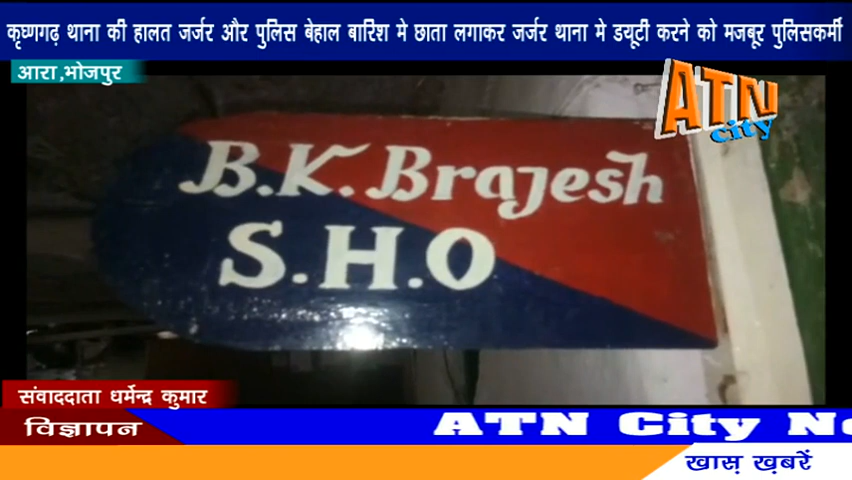 कृष्णगढ़ थाना की हालत जर्जर और पुलिस बेहाल बारिश मे छाता लगाकर जर्जर थाना मे डयूटी करने को मजबूर पुलिसकर्मी
आरा,भोजपुर
ATN
city
B.K.Brajesh
S.H.O
संवाददाता धर्मेन्द्र कुमार
विज्ञापन
ATN City Ne
खास़ ख़बरें